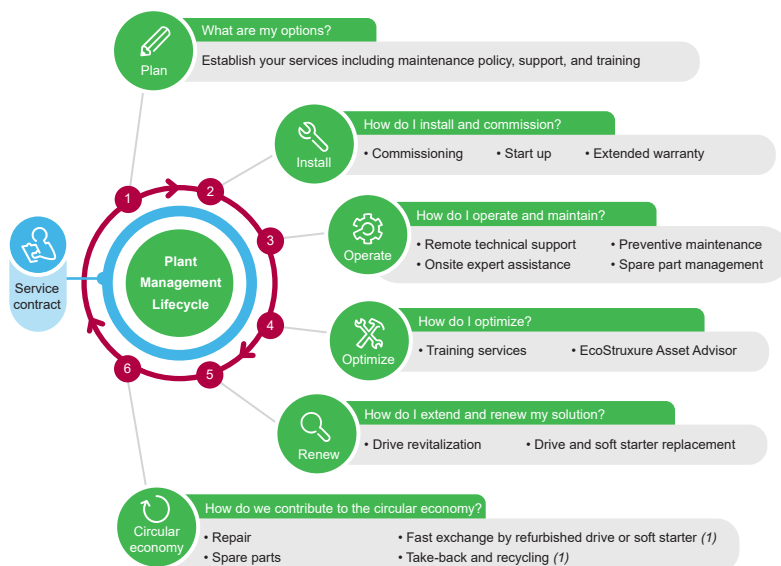 What are my options?
Plan
Establish your services including maintenance policy, support, and training
How do I install and commission?
Install
• Commissioning • Start up • Extended warranty
1
2
3
4
5
6
Plant
Management
Lifecycle
Service
contract
How do I operate and maintain?
Operate
• Remote technical support • Preventive maintenance
• Onsite expert assistance • Spare part management
How do I optimize?
Optimize
• Training services • EcoStruxure Asset Advisor
How do I extend and renew my solution?
Renew
• Drive revitalization • Drive and soft starter replacement
How do we contribute to the circular economy?
Circular
economy
• Repair • Fast exchange by refurbished drive or soft starter (1)
• Spare parts • Take-back and recycling (1)